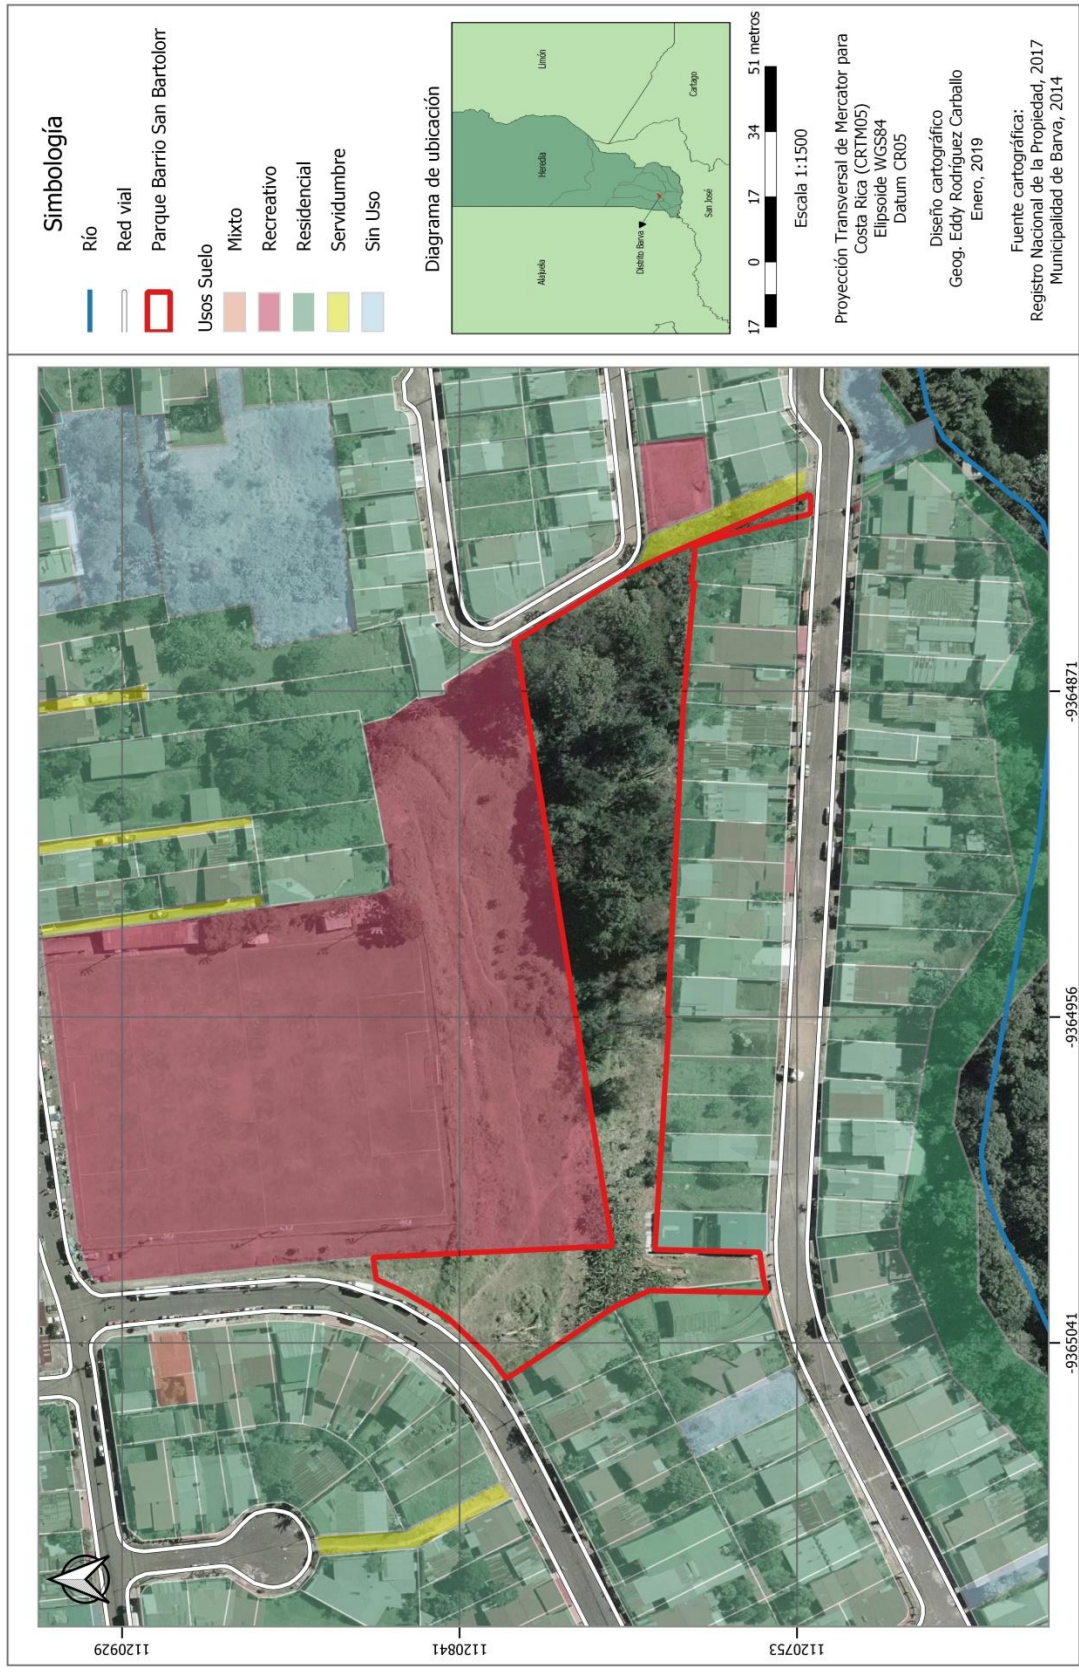 Simbología
Río
Red vial
Parque Barrio San Bartolom
Usos Suelo
Mixto
Recreativo
Residencial
Servidumbre
Sin Uso
Diagrama de ubicación
Limón
Heredia
Alajuela
Cartago
San José
Distrito Barva
17 0 17 34 51 metros
Escala 1:1500
Proyección Transversal de Mercator para
Costa Rica (CRTM05)
Elipsoide WGS84
Datum CR05
Diseño cartográfico
Geog. Eddy Rodríguez Carballo
Enero, 2019
Fuente cartográfica:
Registro Nacional de la Propiedad, 2017
Municipalidad de Barva, 2014
1120929
1120841
1120753
-9365041
-9364956
-9364871